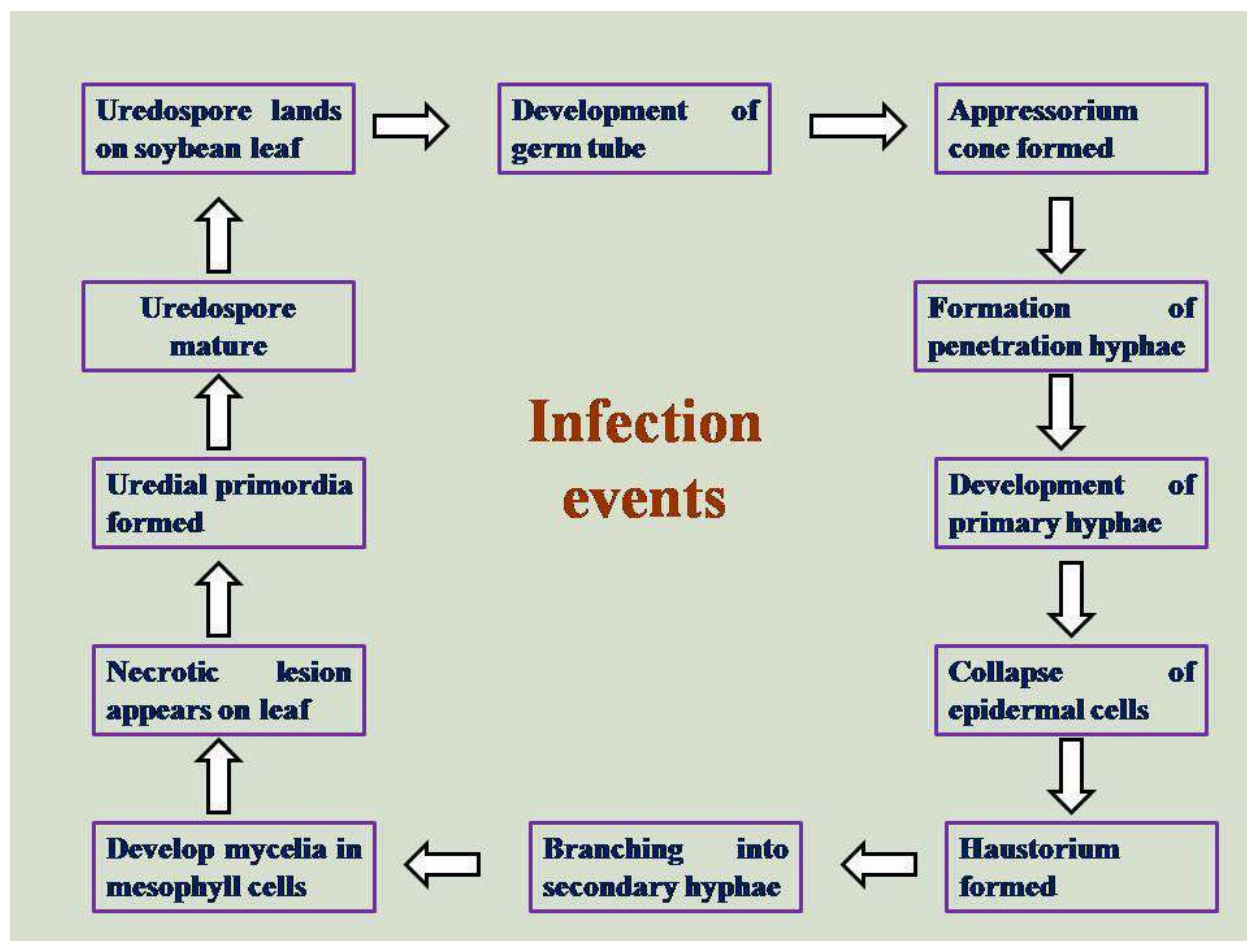 Uredospore lands
on soybean leaf
Development of
germ tube
Appressorium
cone formed
Formation of
penetration hyphae
Development of
primary hyphae
Collapse of
epidermal cells
Haustorium
formed
Branching into
secondary hyphae
Develop mycelia in
mesophyll cells
Necrotic lesion
appears on leaf
Uredial primordia
formed
Uredospore
mature
Infection
events